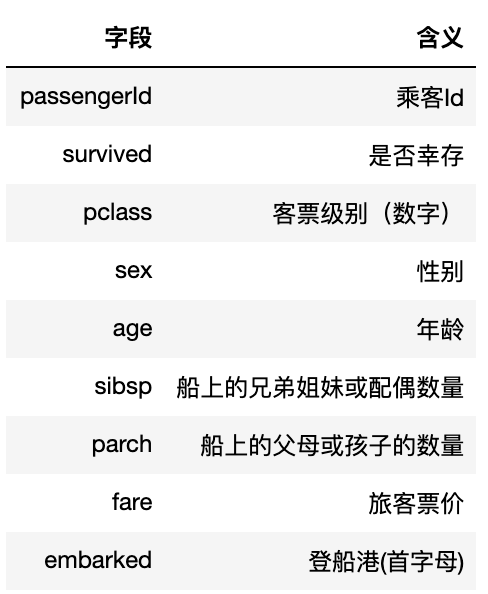 字段 含义
passengerId 乘客Id
survived 是否幸存
pclass 客票级别（数字）
sex 性别
age 年龄
sibsp 船上的兄弟姐妹或配偶数量
parch 船上的父母或孩子的数量
fare 旅客票价
embarked 登船港(首字母)